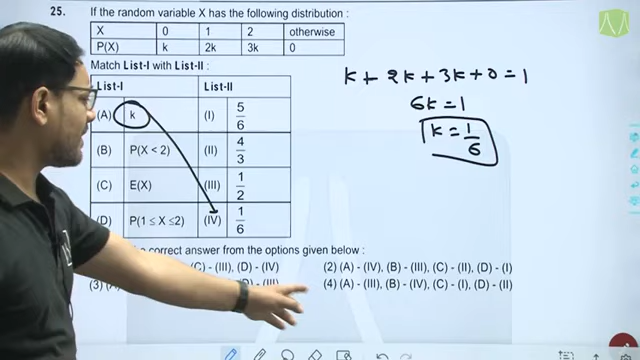 25. If the random variable X has the following distribution :
X 0 1 2 otherwise
P(X) k 2k 3k 0
Match List-I with List-II :
List-I List-II
(A) k (I) 5/6
(B) P(X < 2) (II) 4/3
(C) E(X) (III) 1/2
(D) P(1 ≤ X ≤2) (IV) 1/6
correct answer from the options given below :
(C) - (III), (D) - (IV) (2) (A) - (IV), (B) - (III), (C) - (II), (D) - (I)
(3) (D) - (III) (4) (A) - (III), (B) - (IV), (C) - (I), (D) - (II)
k + 2k + 3k + 0 = 1
6k = 1
k = 1/6